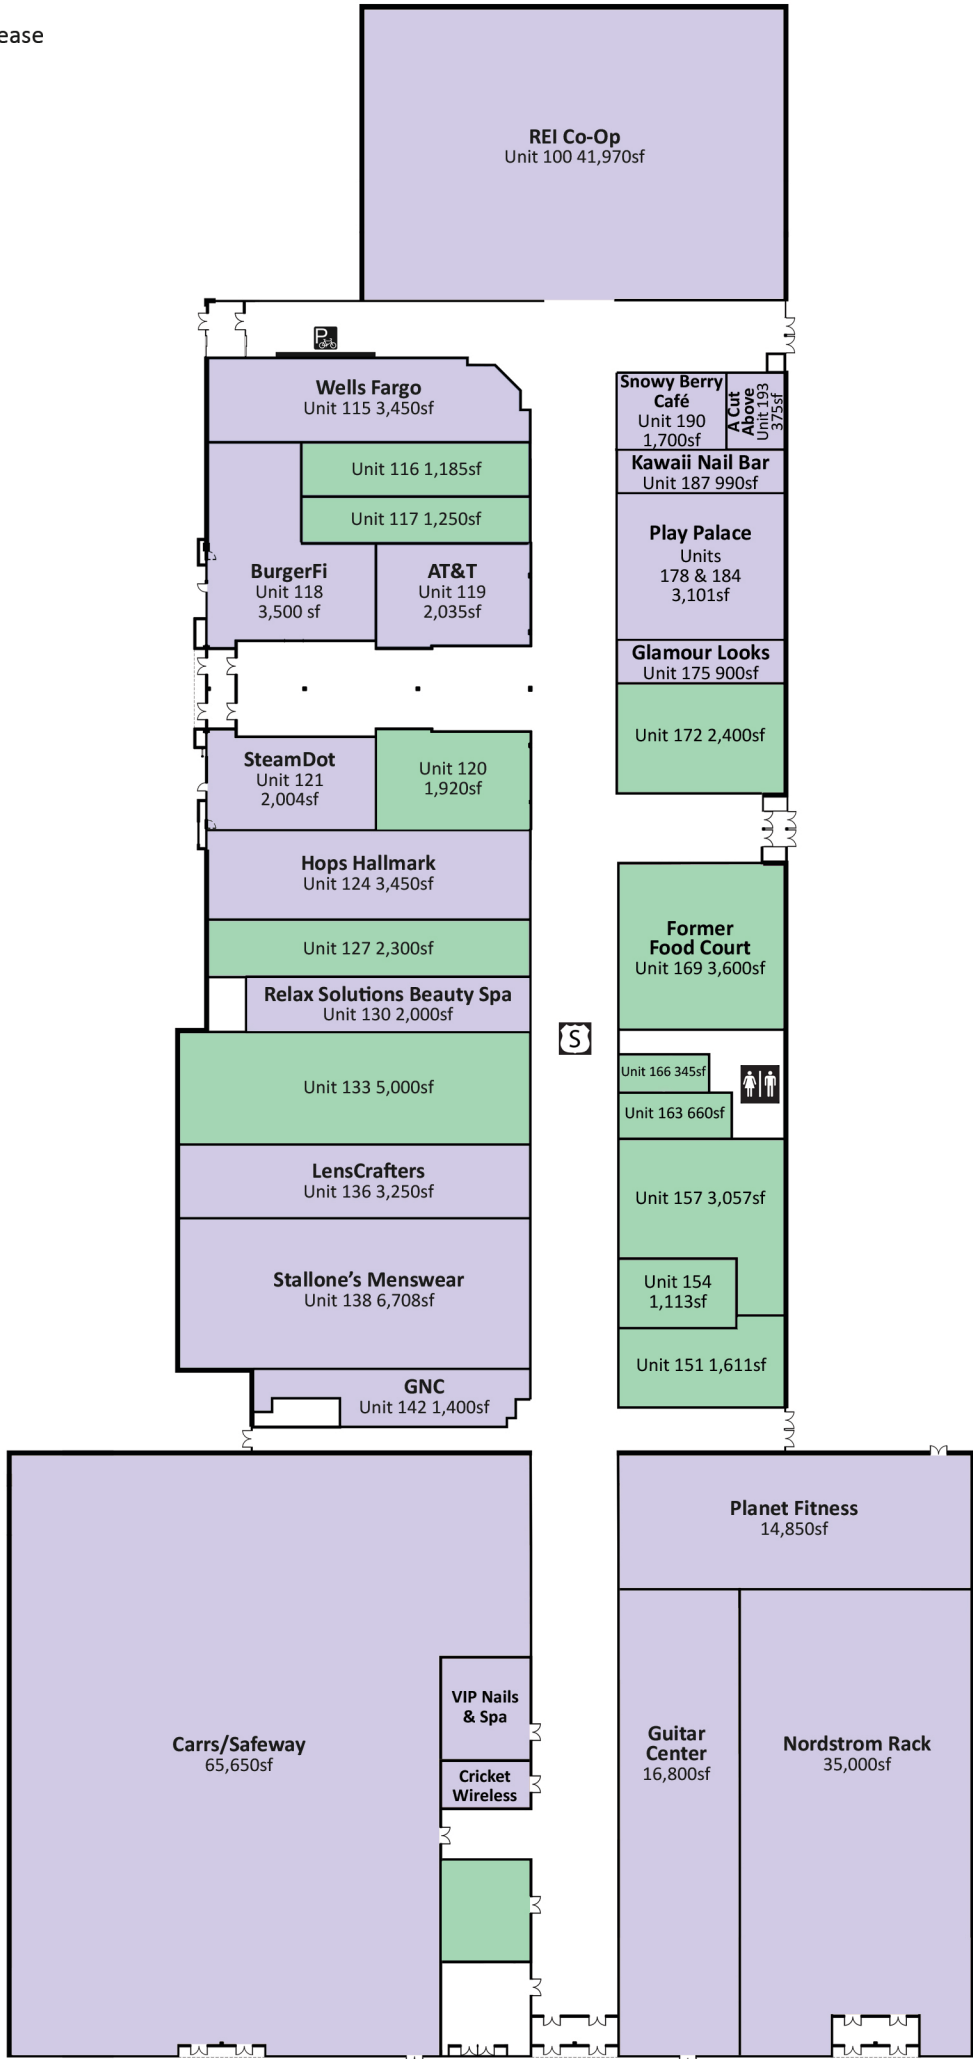 ease
REI Co-Op
Unit 100 41,970sf
P
Wells Fargo
Unit 115 3,450sf
Unit 116 1,185sf
Unit 117 1,250sf
BurgerFi
Unit 118
3,500 sf
AT&T
Unit 119
2,035sf
Snowy Berry
Café
Unit 190
1,700sf
A Cut
Above
Unit 193
375sf
Kawaii Nail Bar
Unit 187 990sf
Play Palace
Units
178 & 184
3,101sf
Glamour Looks
Unit 175 900sf
Unit 172 2,400sf
SteamDot
Unit 121
2,004sf
Unit 120
1,920sf
Hops Hallmark
Unit 124 3,450sf
Unit 127 2,300sf
Relax Solutions Beauty Spa
Unit 130 2,000sf
Unit 133 5,000sf
LensCrafters
Unit 136 3,250sf
Stallone’s Menswear
Unit 138 6,708sf
GNC
Unit 142 1,400sf
S
Former
Food Court
Unit 169 3,600sf
Unit 166 345sf
Unit 163 660sf
Unit 157 3,057sf
Unit 154
1,113sf
Unit 151 1,611sf
Planet Fitness
14,850sf
Carrs/Safeway
65,650sf
VIP Nails
& Spa
Cricket
Wireless
Guitar
Center
16,800sf
Nordstrom Rack
35,000sf